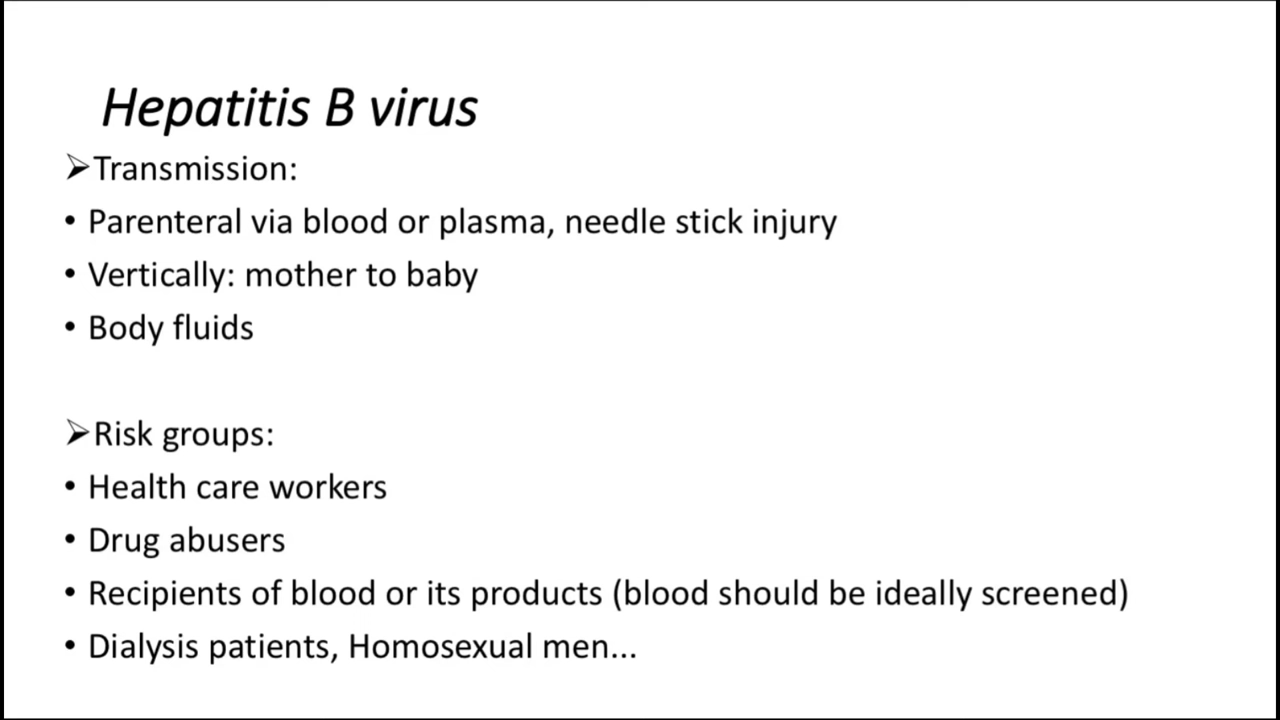 Hepatitis B virus
➢Transmission:
• Parenteral via blood or plasma, needle stick injury
• Vertically: mother to baby
• Body fluids
➢Risk groups:
• Health care workers
• Drug abusers
• Recipients of blood or its products (blood should be ideally screened)
• Dialysis patients, Homosexual men...